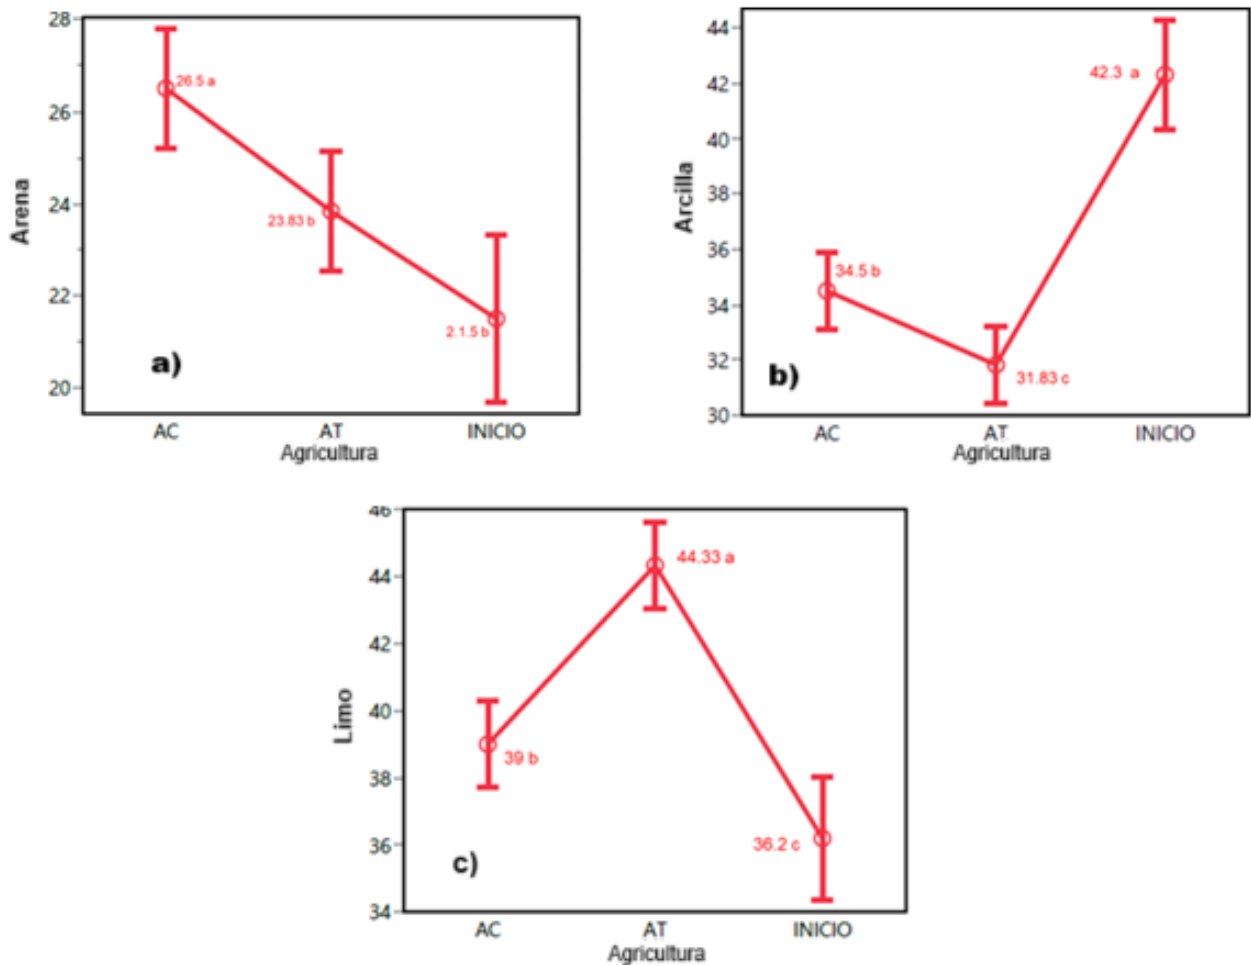 28
26
24
22
20
Arena
26.5 a
23.83 b
2.1.5 b
a)
AC AT INICIO
Agricultura
44
42
40
38
36
34
32
30
Arcilla
42.3 a
34.5 b
31.83 c
b)
AC AT INICIO
Agricultura
46
44
42
40
38
36
34
Limo
44.33 a
39 b
36.2 c
c)
AC AT INICIO
Agricultura